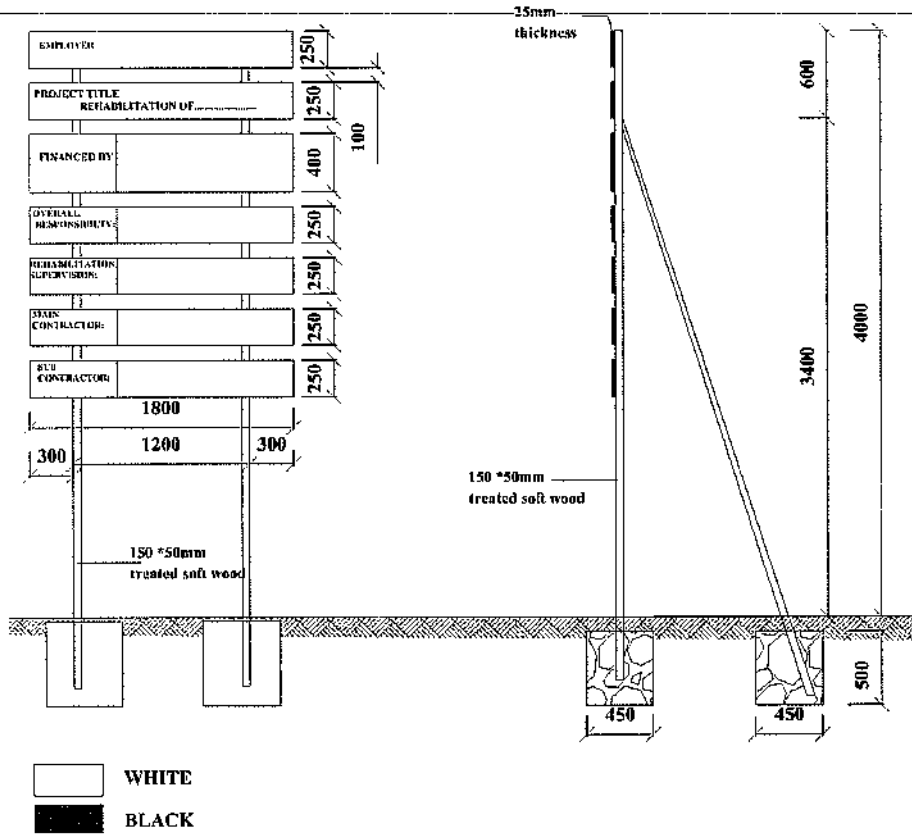 EMPLOYER
PROJECT TITLE
REHABILITATION OF....................
FINANCED BY
OVERALL
RESPONSIBILITY:
REHABILITATION
SUPERVISION:
MAIN
CONTRACTOR:
SUB
CONTRACTOR:
250
250
100
400
250
250
250
250
1800
300
1200
300
150 *50mm
treated soft wood
25mm
thickness
600
4000
3400
150 *50mm
treated soft wood
500
450
450
WHITE
BLACK